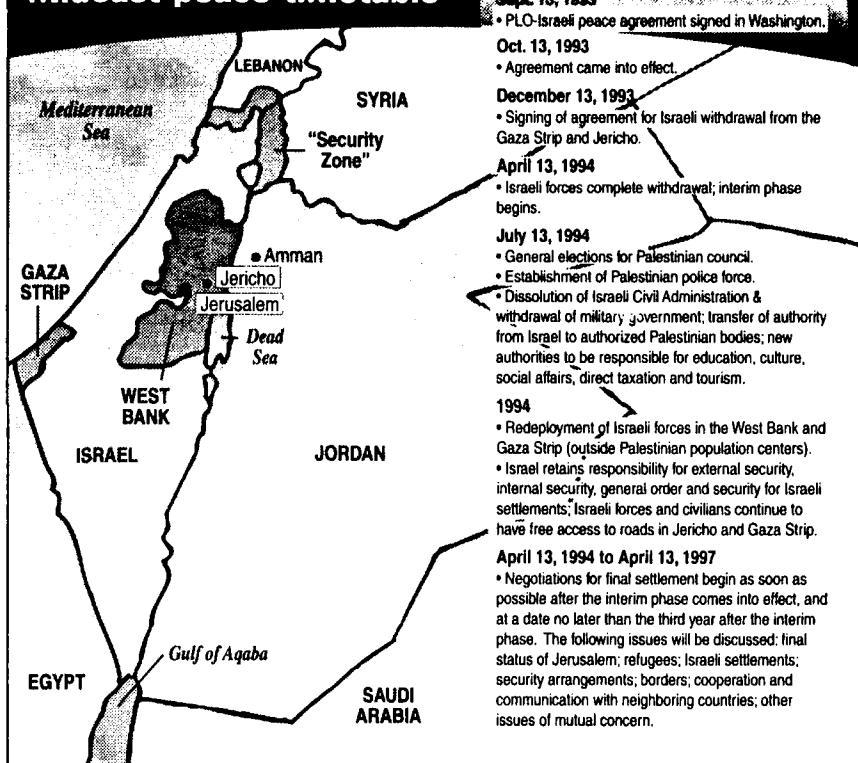 Mideast peace timetable
Sept. 13, 1993
• PLO-Israeli peace agreement signed in Washington.
Oct. 13, 1993
• Agreement came into effect.
December 13, 1993
• Signing of agreement for Israeli withdrawal from the
Gaza Strip and Jericho.
April 13, 1994
• Israeli forces complete withdrawal; interim phase
begins.
July 13, 1994
• General elections for Palestinian council.
• Establishment of Palestinian police force.
• Dissolution of Israeli Civil Administration &
withdrawal of military government; transfer of authority
from Israel to authorized Palestinian bodies; new
authorities to be responsible for education, culture,
social affairs, direct taxation and tourism.
1994
• Redeployment of Israeli forces in the West Bank and
Gaza Strip (outside Palestinian population centers).
• Israel retains responsibility for external security,
internal security, general order and security for Israeli
settlements; Israeli forces and civilians continue to
have free access to roads in Jericho and Gaza Strip.
April 13, 1994 to April 13, 1997
• Negotiations for final settlement begin as soon as
possible after the interim phase comes into effect, and
at a date no later than the third year after the interim
phase. The following issues will be discussed: final
status of Jerusalem; refugees; Israeli settlements;
security arrangements; borders; cooperation and
communication with neighboring countries; other
issues of mutual concern.
LEBANON
SYRIA
Mediterranean
Sea
"Security
Zone"
Amman
GAZA
STRIP
Jericho
Jerusalem
Dead
Sea
WEST
BANK
ISRAEL
JORDAN
Gulf of Aqaba
EGYPT
SAUDI
ARABIA